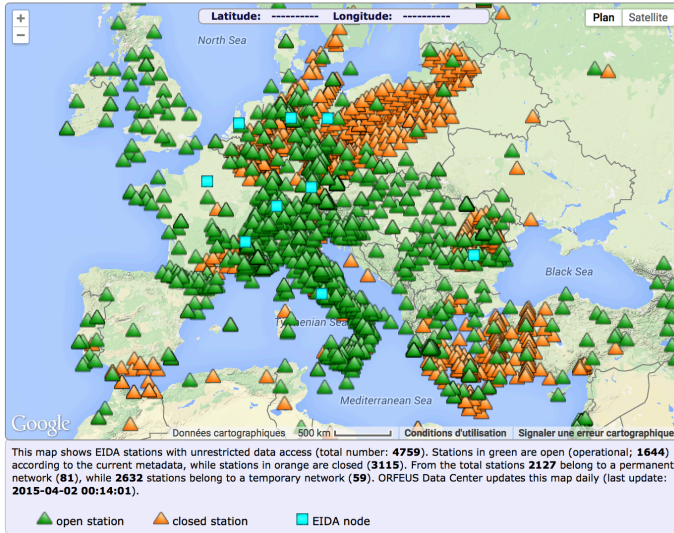 Latitude: ---------- Longitude: ----------
+
−
Plan Satellite
North Sea
Black Sea
Tyrrhenian Sea
Mediterranean Sea
Google
Données cartographiques 500 km Conditions d'utilisation Signaler une erreur cartographique
This map shows EIDA stations with unrestricted data access (total number: 4759). Stations in green are open (operational; 1644)
according to the current metadata, while stations in orange are closed (3115). From the total stations 2127 belong to a permanent
network (81), while 2632 stations belong to a temporary network (59). ORFEUS Data Center updates this map daily (last update:
2015-04-02 00:14:01).
open station closed station EIDA node